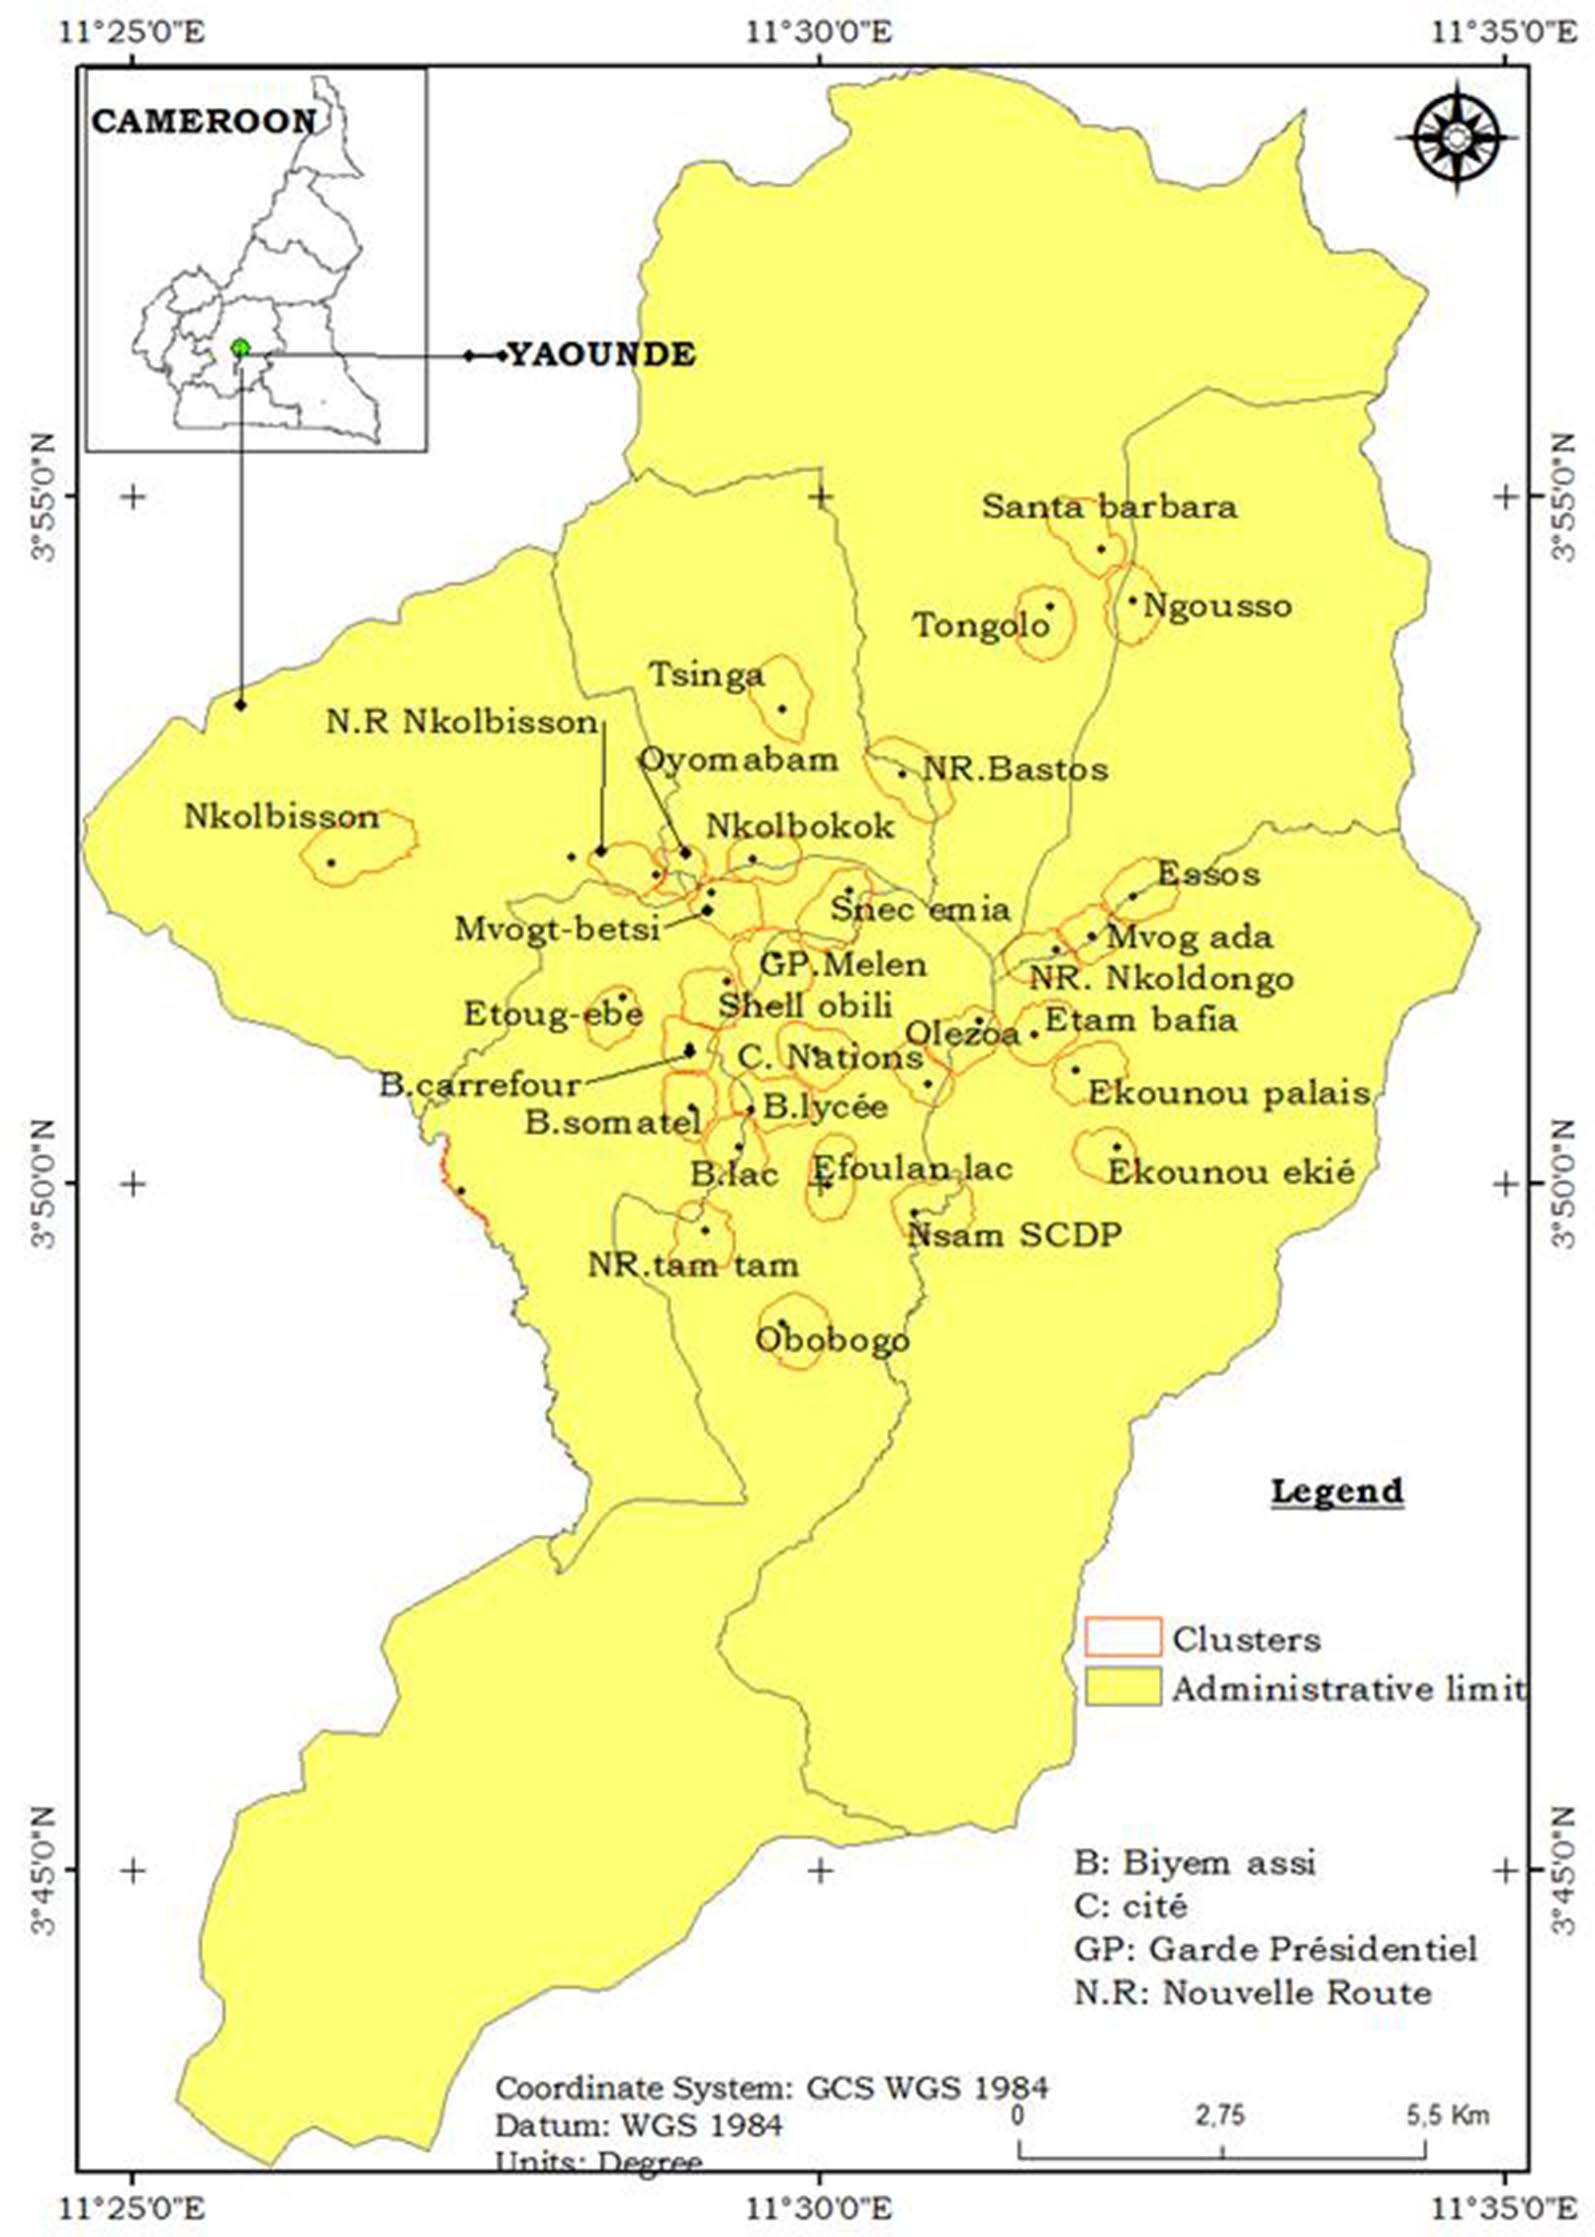 11°25'0"E
11°30'0"E
11°35'0"E
CAMEROON
YAOUNDE
3°55'0"N
3°55'0"N
Santa barbara
Ngousso
Tongolo
Tsinga
N.R Nkolbisson
Oyomabam
NR.Bastos
Nkolbisson
Nkolbokok
Essos
Snec emia
Mvogt-betsi
Mvog ada
GP.Melen
NR. Nkoldongo
Shell obili
Etoug-ebe
Etam bafia
Olezoa
C. Nations
B.carrefour
Ekounou palais
B.lycée
B.somatel
3°50'0"N
3°50'0"N
Efoulan lac
B.lac
Ekounou ekié
Nsam SCDP
NR.tam tam
Obobogo
Legend
Clusters
Administrative limit
3°45'0"N
3°45'0"N
B: Biyem assi
C: cité
GP: Garde Présidentiel
N.R: Nouvelle Route
Coordinate System: GCS WGS 1984
Datum: WGS 1984
Units: Degree
0
2,75
5,5 Km
11°25'0"E
11°30'0"E
11°35'0"E